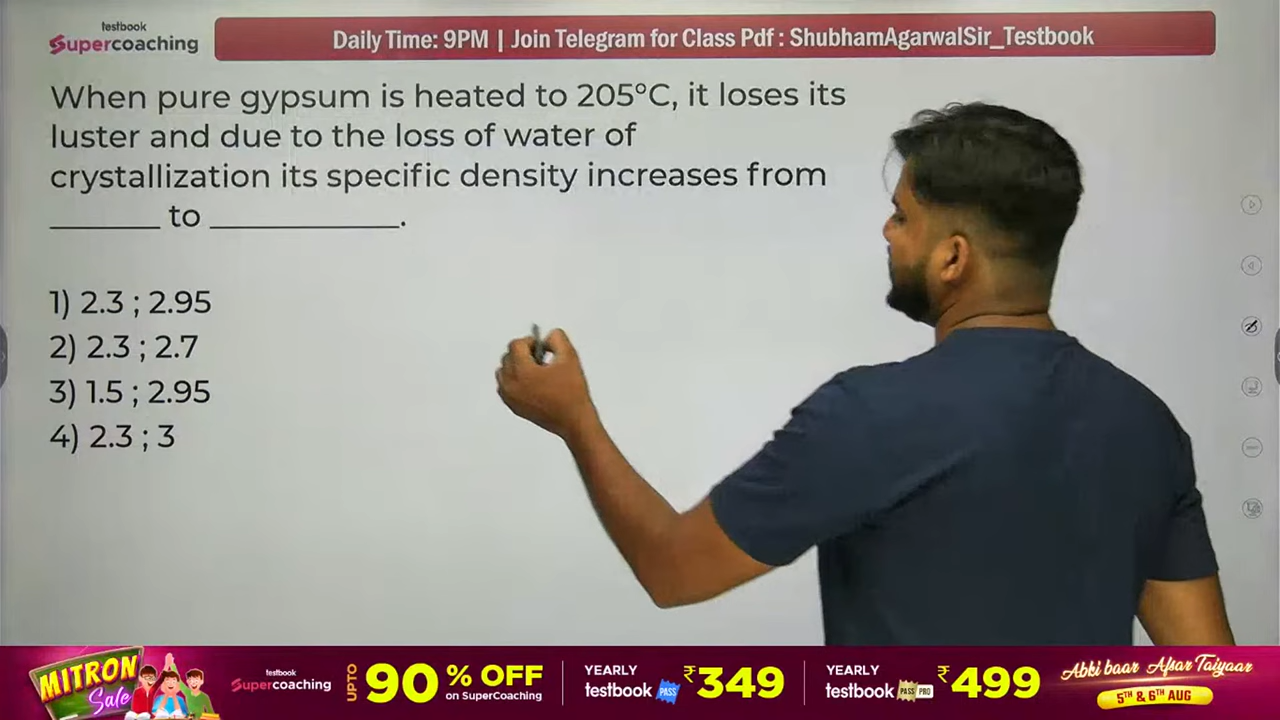 testbook
Supercoaching
Daily Time: 9PM | Join Telegram for Class Pdf : ShubhamAgarwalSir_Testbook
When pure gypsum is heated to 205°C, it loses its
luster and due to the loss of water of
crystallization its specific density increases from
______ to __________.
1) 2.3 ; 2.95
2) 2.3 ; 2.7
3) 1.5 ; 2.95
4) 2.3 ; 3
MITRON
Sale
testbook
Supercoaching
UPTO 90% OFF
on SuperCoaching
YEARLY
testbook PASS
₹349
YEARLY
testbook PASS PRO
₹499
Abki baar Afsar Taiyaar
5TH & 6TH AUG